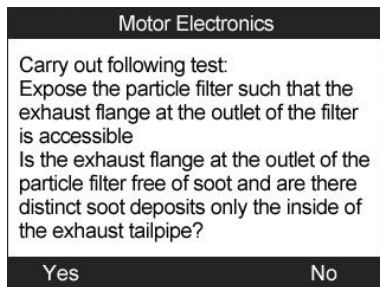 Motor Electronics
Carry out following test:
Expose the particle filter such that the
exhaust flange at the outlet of the filter
is accessible
Is the exhaust flange at the outlet of the
particle filter free of soot and are there
distinct soot deposits only the inside of
the exhaust tailpipe?
Yes
No